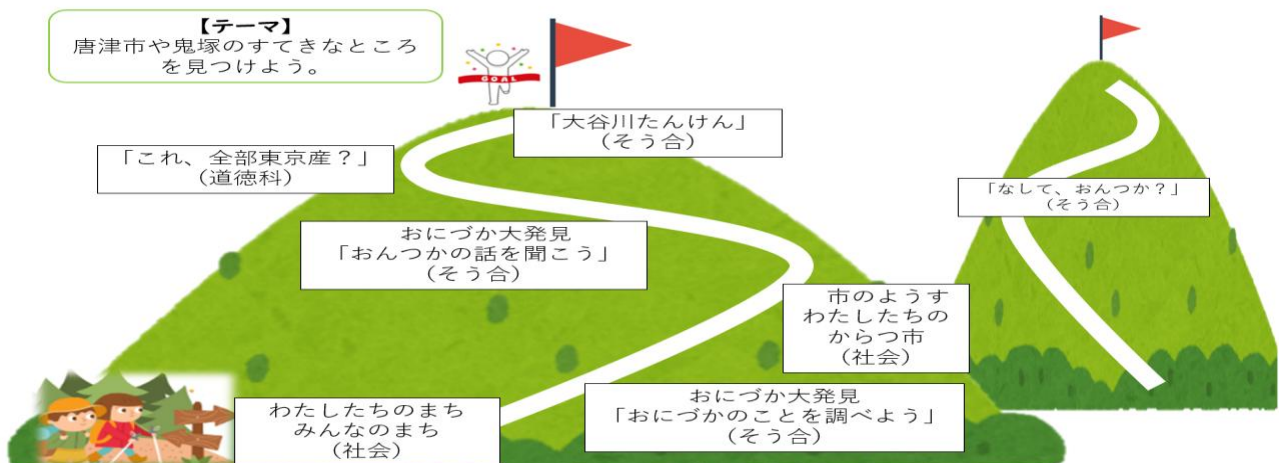 【テーマ】
唐津市や鬼塚のすてきなところ
を見つけよう。
GOAL
「大谷川たんけん」
(そう合)
「これ、全部東京産?」
(道徳科)
「なして、おんつか?」
(そう合)
おにづか大発見
「おんつかの話を聞こう」
(そう合)
市のようす
わたしたちの
からつ市
(社会)
おにづか大発見
「おにづかのことを調べよう」
(そう合)
わたしたちのまち
みんなのまち
(社会)